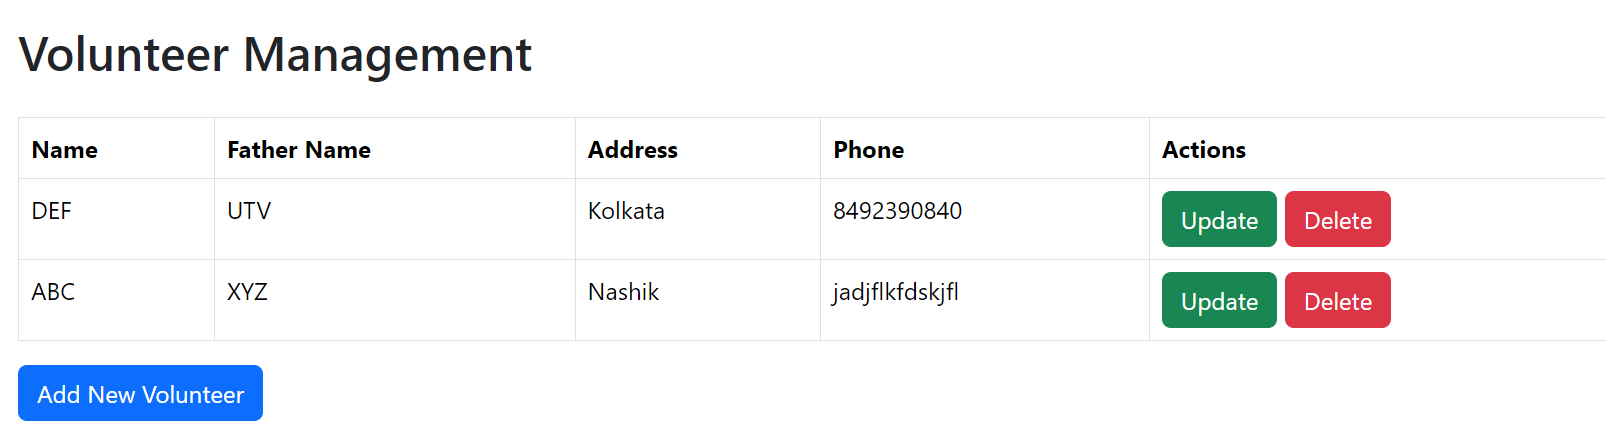 Volunteer Management
Name Father Name Address Phone Actions
DEF UTV Kolkata 8492390840 Update Delete
ABC XYZ Nashik jadjflkfdskjfl Update Delete
Add New Volunteer